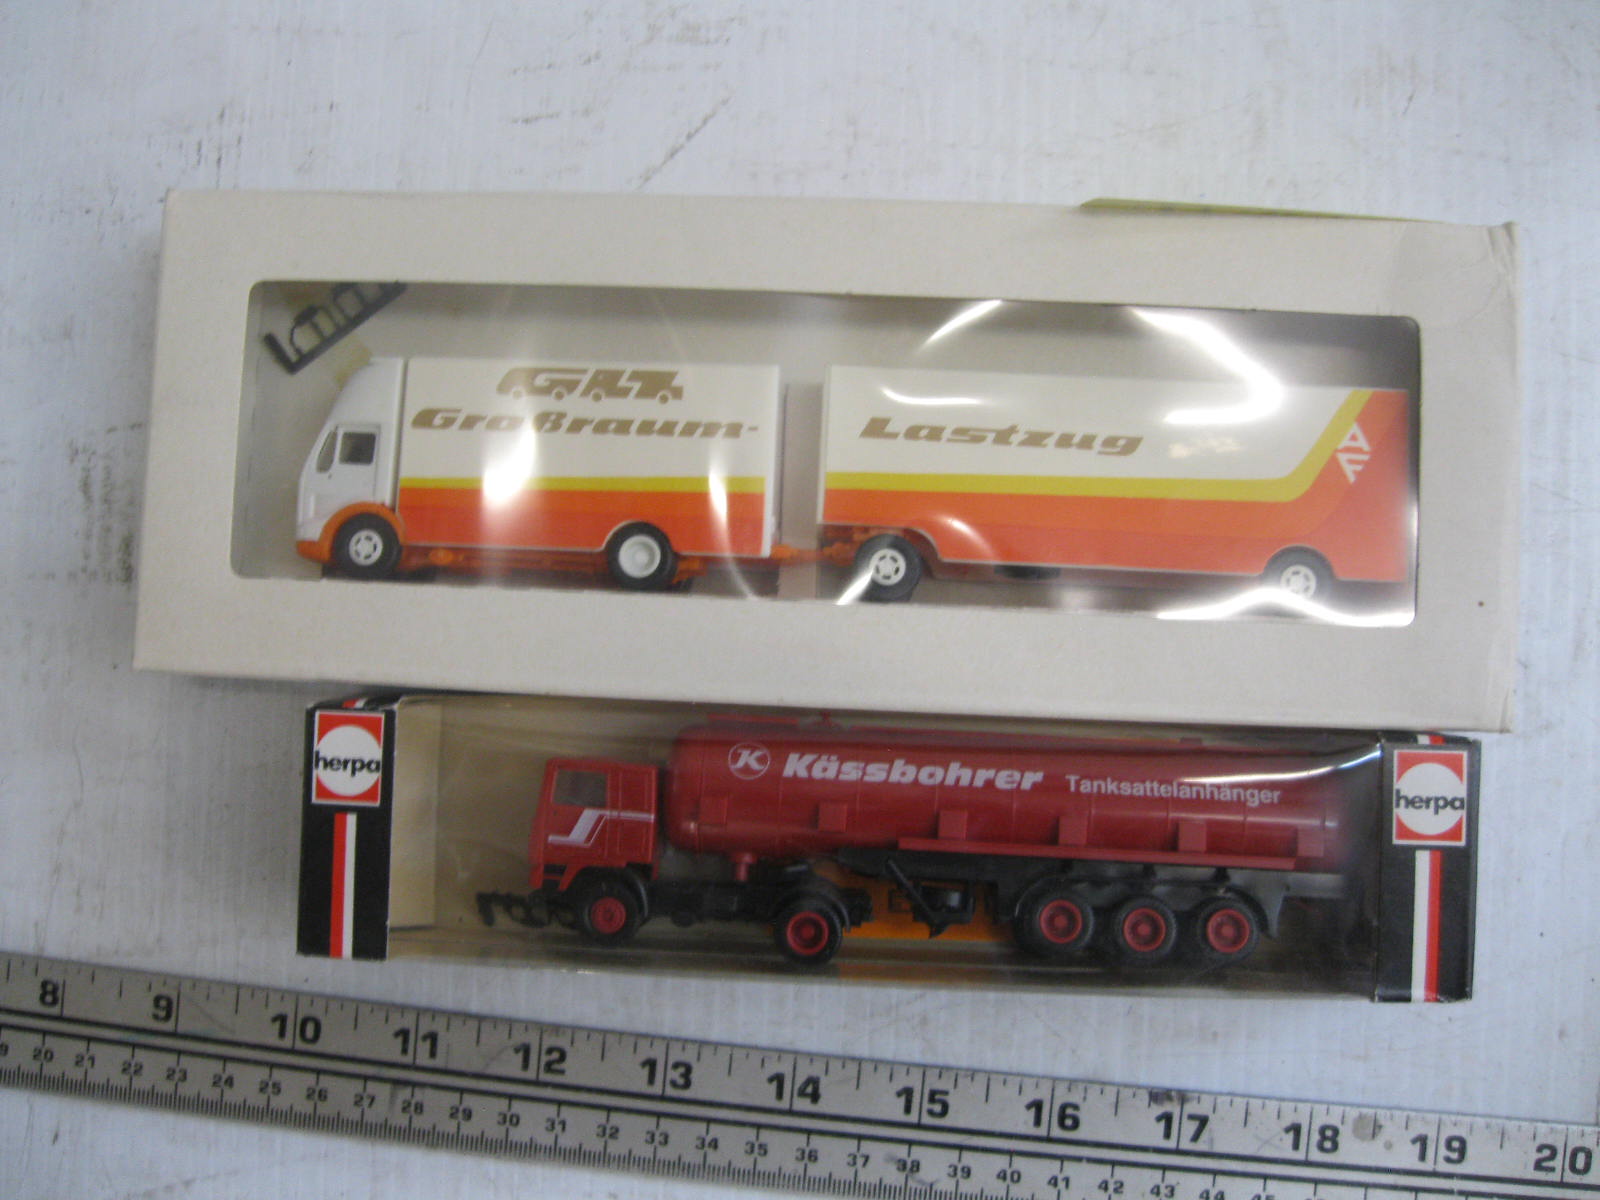 GLT
Großraum-
Lastzug
herpa
K Kässbohrer Tanksattelanhänger
herpa
8 9 10 11 12 13 14 15 16 17 18 19 20
20 21 22 23 24 25 26 27 28 29 30 31 32 33 34 35 36 37 38 39 40 41 42 43 44